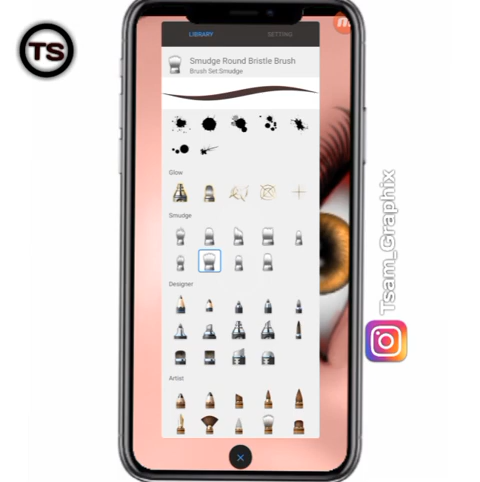 TS
LIBRARY
SETTING
Smudge Round Bristle Brush
Brush Set:Smudge
Glow
Smudge
Designer
Artist
Tsam_Graphix